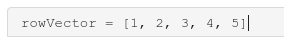 rowVector = [1, 2, 3, 4, 5]